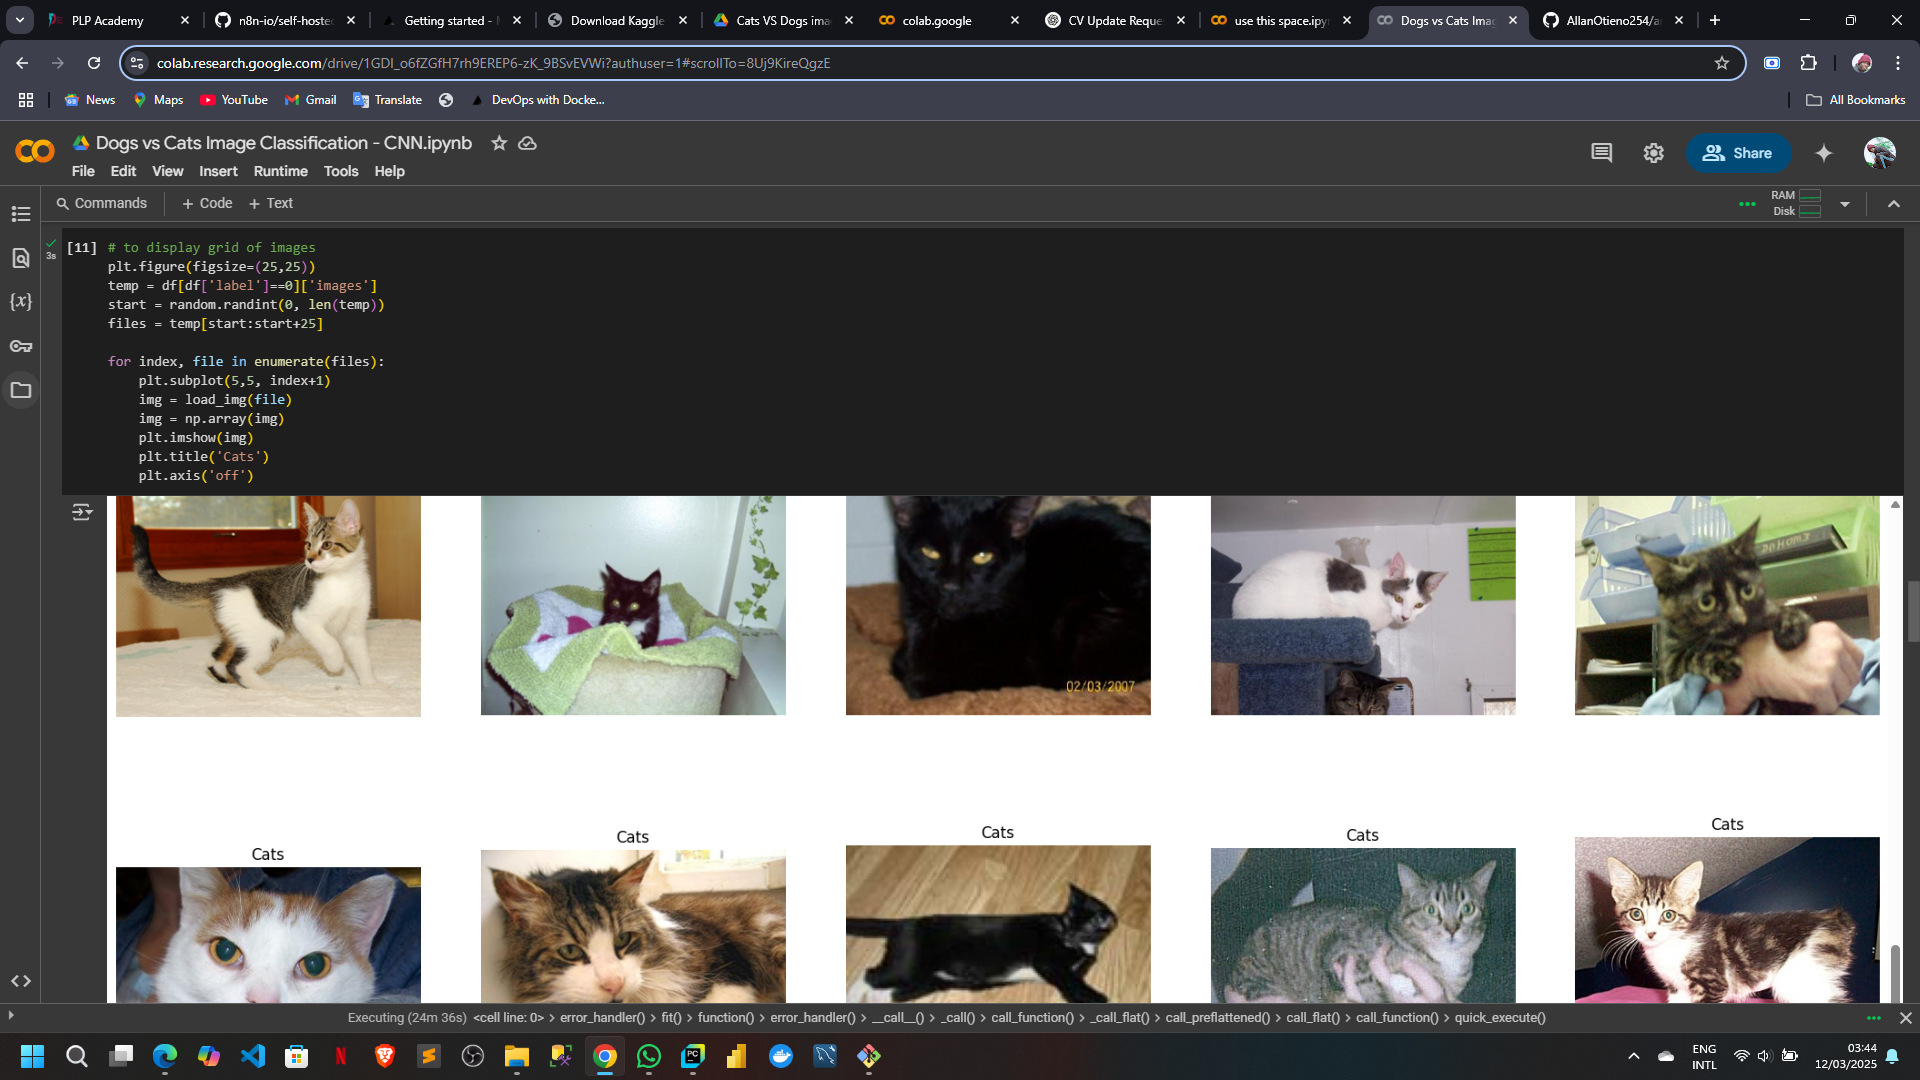 PLP Academy
n8n-io/self-hoste
Getting started -
Download Kaggle
Cats VS Dogs ima
colab.google
CV Update Reque
use this space.ipy
Dogs vs Cats Imag
AllanOtieno254/a
colab.research.google.com/drive/1GDl_o6fZGfH7rh9EREP6-zK_9BSvEVWi?authuser=1#scrollTo=8Uj9KireQgzE
News
Maps
YouTube
Gmail
Translate
DevOps with Docke...
All Bookmarks
Dogs vs Cats Image Classification - CNN.ipynb
Share
File Edit View Insert Runtime Tools Help
Commands + Code + Text
RAM
Disk
3s
[11] # to display grid of images
plt.figure(figsize=(25,25))
temp = df[df['label']==0]['images']
start = random.randint(0, len(temp))
files = temp[start:start+25]
for index, file in enumerate(files):
plt.subplot(5,5, index+1)
img = load_img(file)
img = np.array(img)
plt.imshow(img)
plt.title('Cats')
plt.axis('off')
02/03/2007
Cats
Cats
Cats
Cats
Cats
Executing (24m 36s) <cell line: 0> > error_handler() > fit() > function() > error_handler() > __call__() > _call() > call_function() > _call_flat() > call_preflattened() > call_flat() > call_function() > quick_execute()
ENG
INTL
03:44
12/03/2025